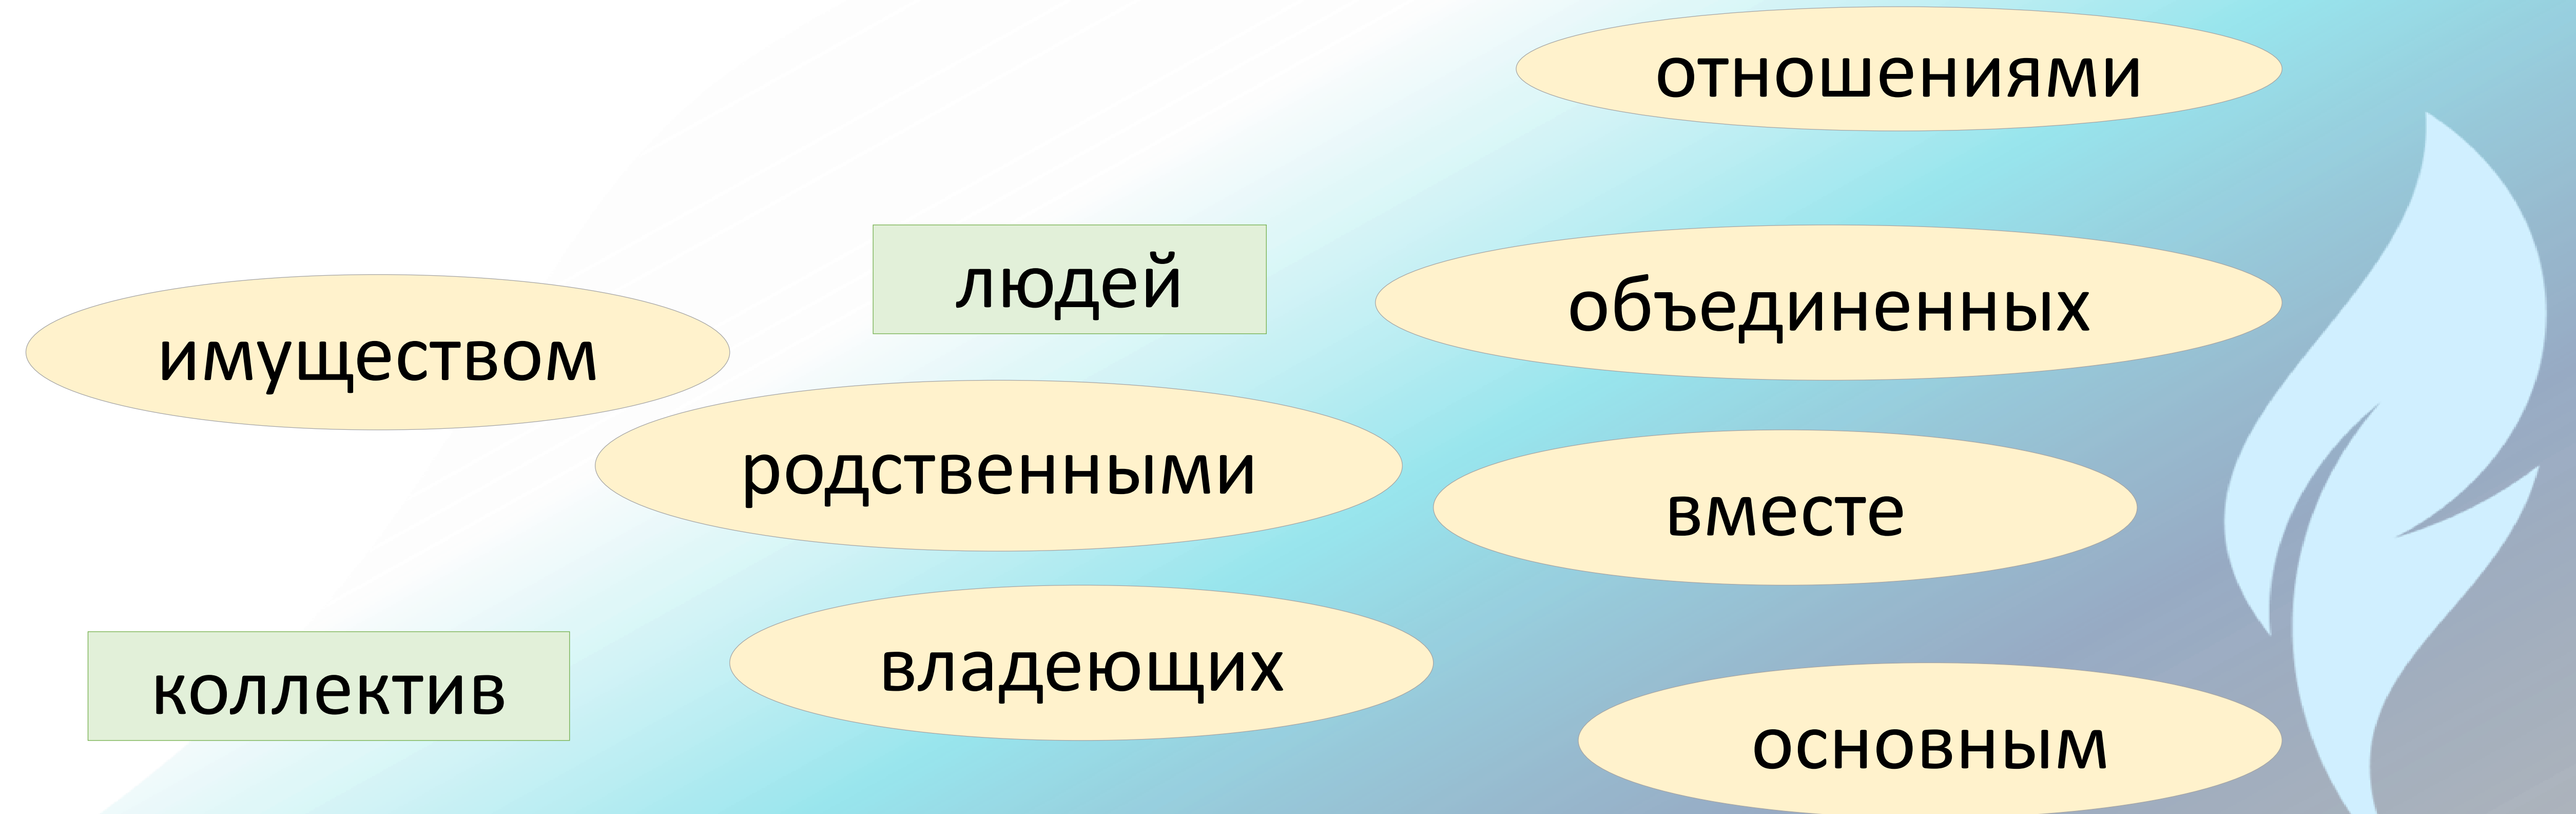 отношениями
людей
объединенных
имуществом
родственными
вместе
владеющих
коллектив
основным